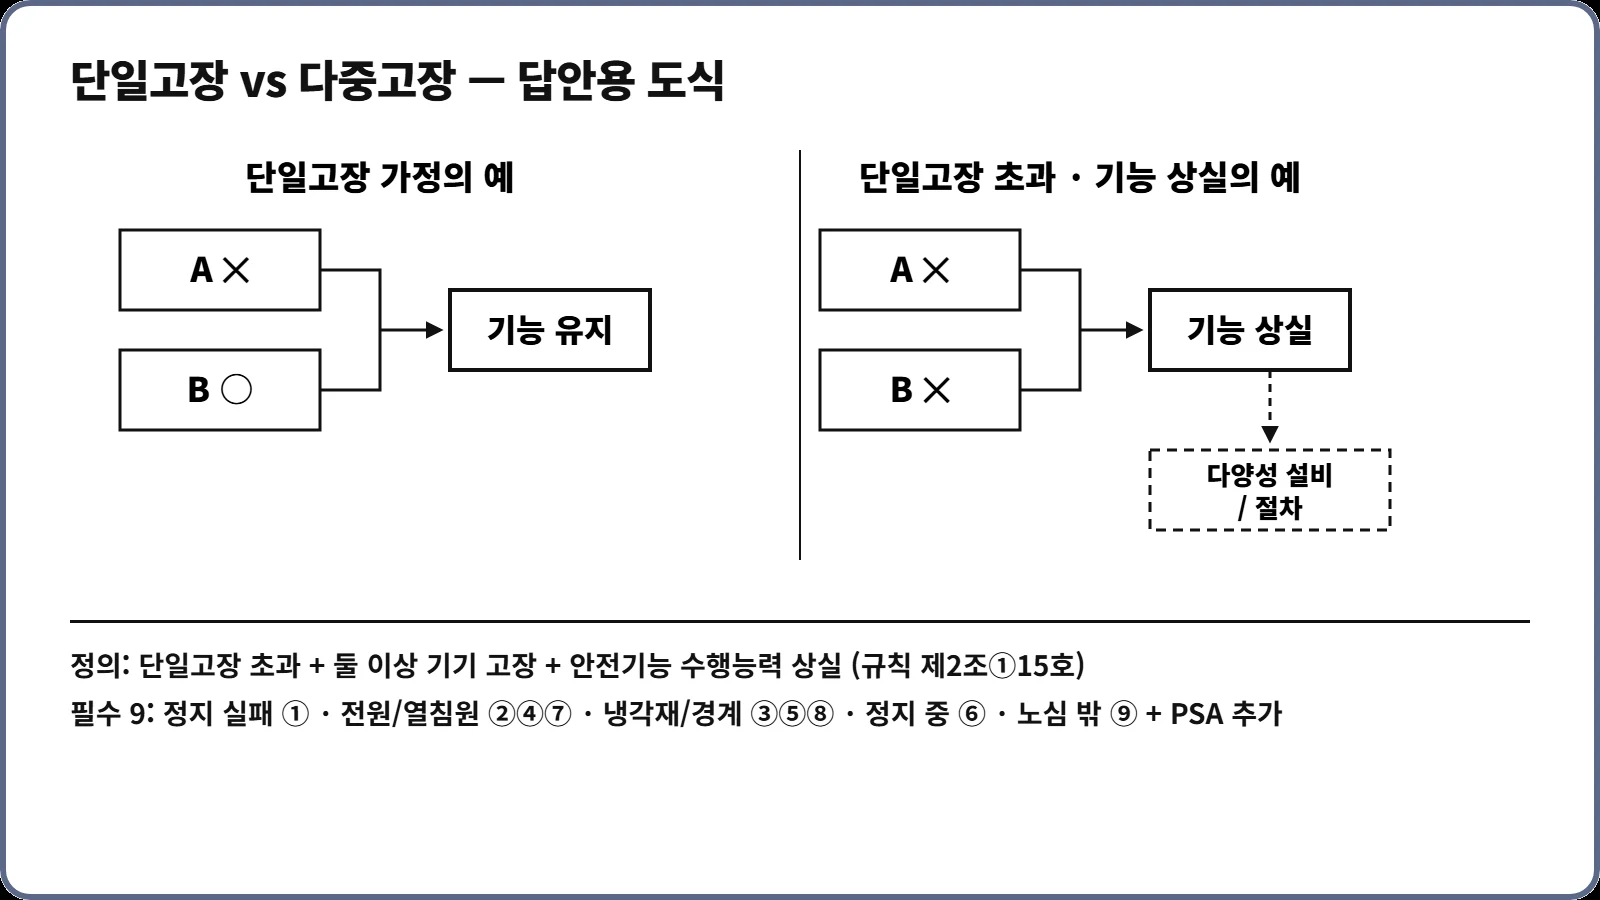 단일고장 vs 다중고장 — 답안용 도식
단일고장 가정의 예
A ×
B ○
기능 유지
단일고장 초과 · 기능 상실의 예
A ×
B ×
기능 상실
다양성 설비
/ 절차
정의: 단일고장 초과 + 둘 이상 기기 고장 + 안전기능 수행능력 상실 (규칙 제2조①15호)
필수 9: 정지 실패 ① · 전원/열침원 ②④⑦ · 냉각재/경계 ③⑤⑧ · 정지 중 ⑥ · 노심 밖 ⑨ + PSA 추가